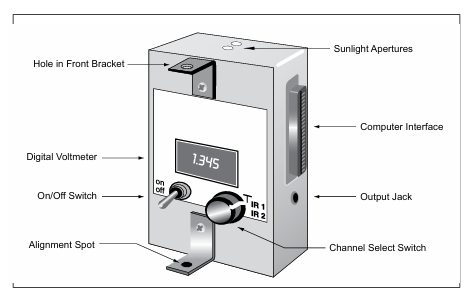 Sunlight Apertures
Hole in Front Bracket
Computer Interface
Digital Voltmeter
1.345
on
off
On/Off Switch
IR 1
IR 2
Output Jack
Alignment Spot
Channel Select Switch